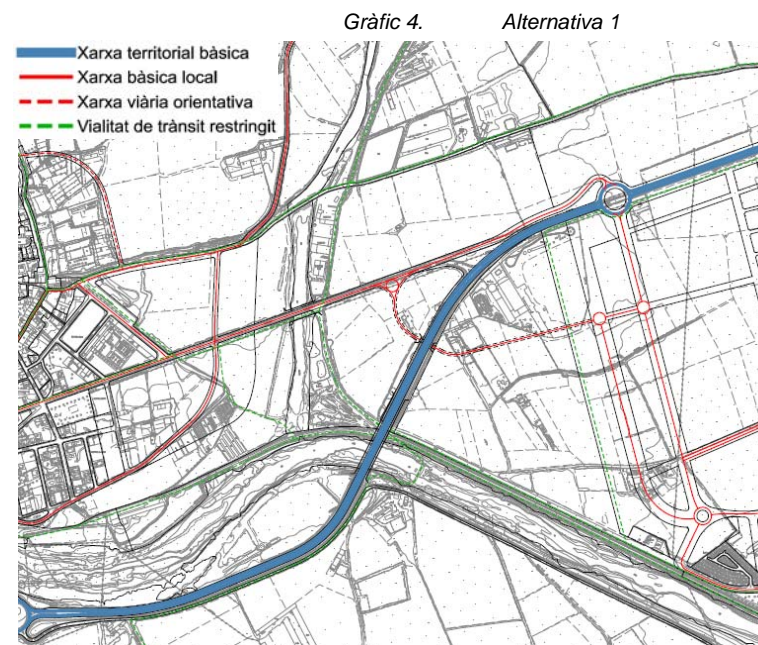 Gràfic 4. Alternativa 1
Xarxa territorial bàsica
Xarxa bàsica local
Xarxa viària orientativa
Vialitat de trànsit restringit